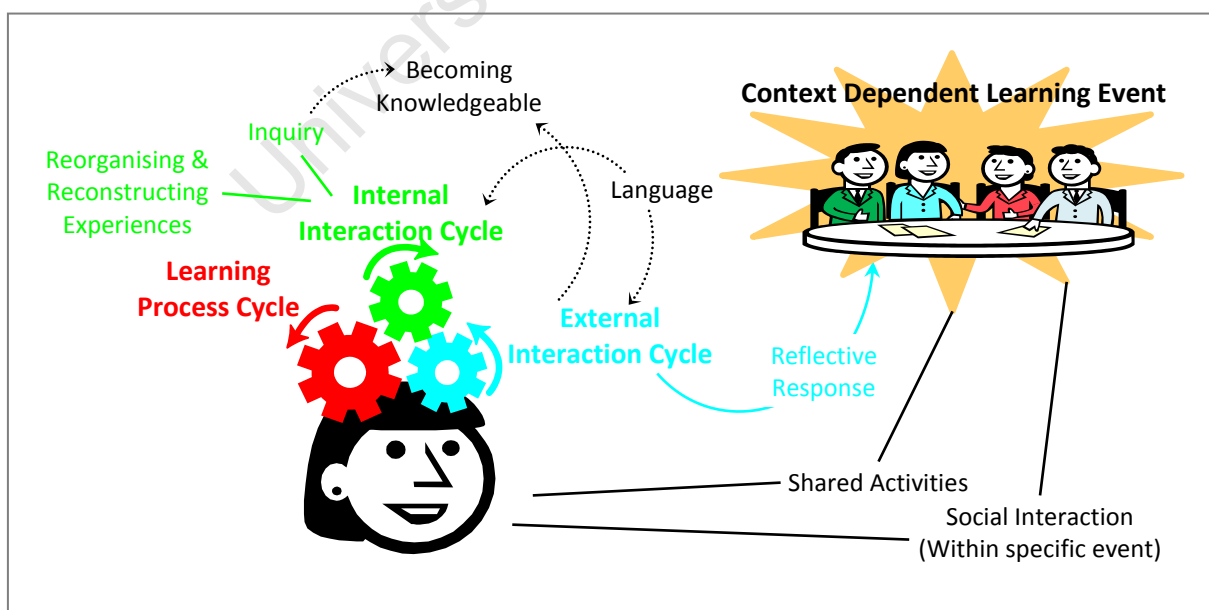 Univers
Becoming
Knowledgeable
Context Dependent Learning Event
Inquiry
Reorganising &
Reconstructing
Experiences
Internal
Interaction Cycle
Language
Learning
Process Cycle
External
Interaction Cycle
Reflective
Response
Shared Activities
Social Interaction
(Within specific event)